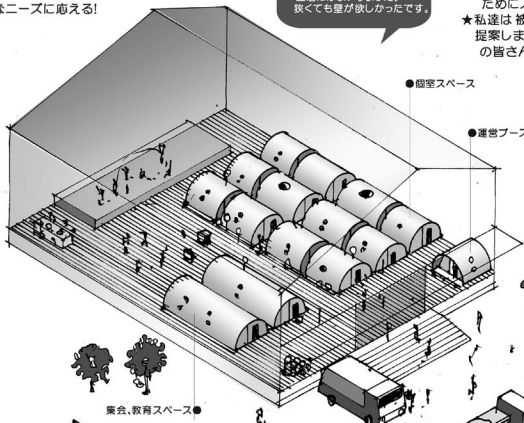 なニーズに応える!
狭くても壁が欲しかったです。
ために
★私達は被
提案しま
の皆さん
●個室スペース
●運営ブース
集会、教育スペース●